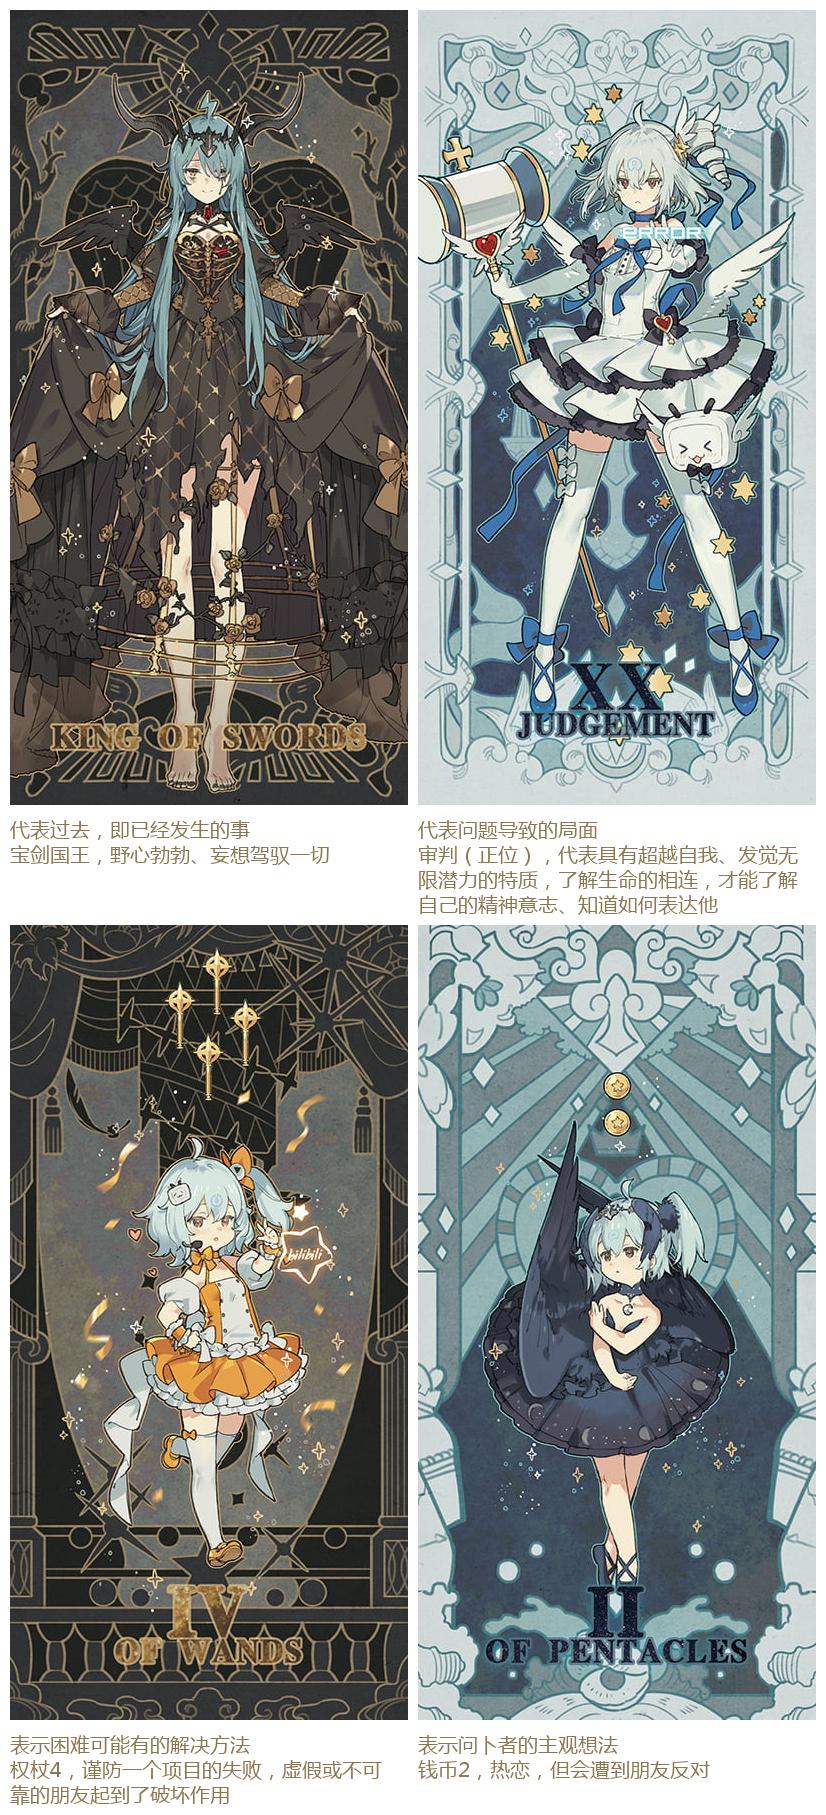 KING OF SWORDS
ERROR
XX
JUDGEMENT
代表过去，即已经发生的事
宝剑国王，野心勃勃、妄想驾驭一切
代表问题导致的局面
审判（正位），代表具有超越自我、发觉无
限潜力的特质，了解生命的相连，才能了解
自己的精神意志、知道如何表达他
bilibili
IV
OF WANDS
II
OF PENTACLES
表示困难可能有的解决方法
权杖4，谨防一个项目的失败，虚假或不可
靠的朋友起到了破坏作用
表示问卜者的主观想法
钱币2，热恋，但会遭到朋友反对